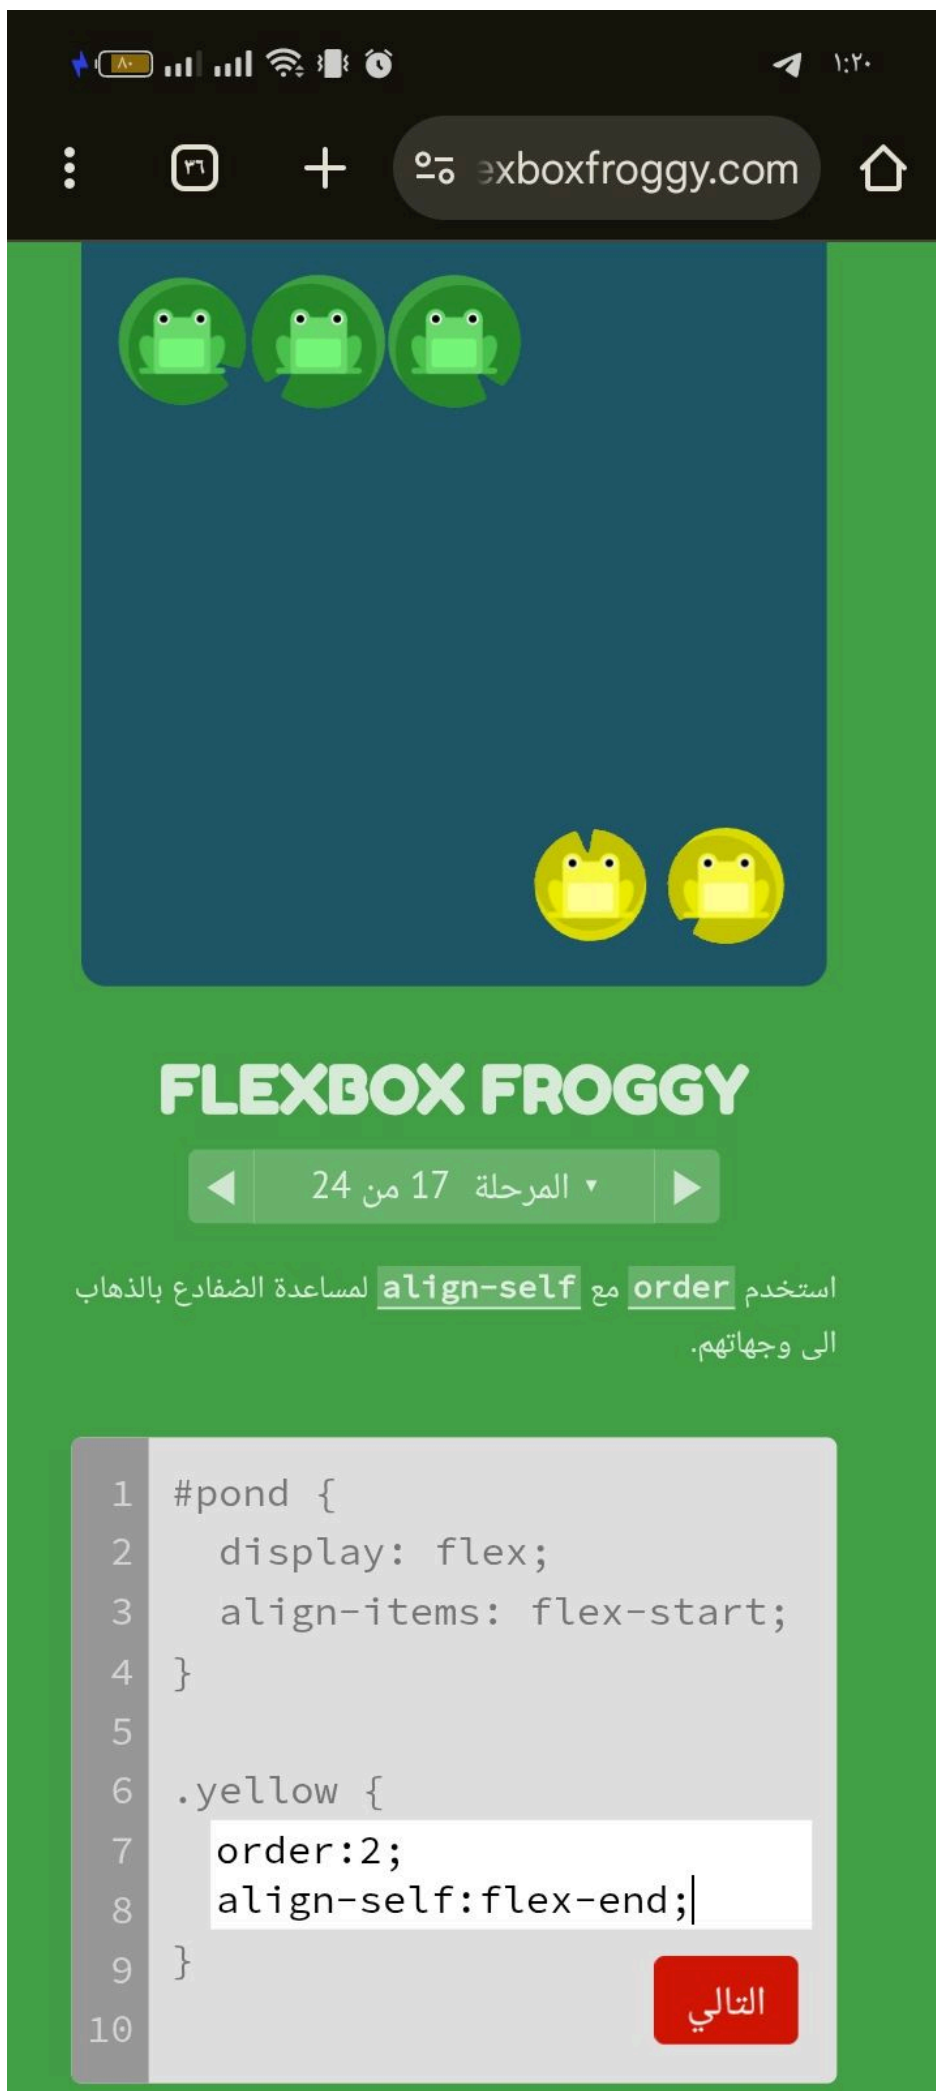 ٨٠
١:٢٠
٣٦
exboxfroggy.com
FLEXBOX FROGGY
▾ المرحلة 17 من 24
استخدم order مع align-self لمساعدة الضفادع بالذهاب
الى وجهاتهم.
1 #pond {
2 display: flex;
3 align-items: flex-start;
4 }
5
6 .yellow {
7 order:2;
8 align-self:flex-end;
9 }
10
التالي